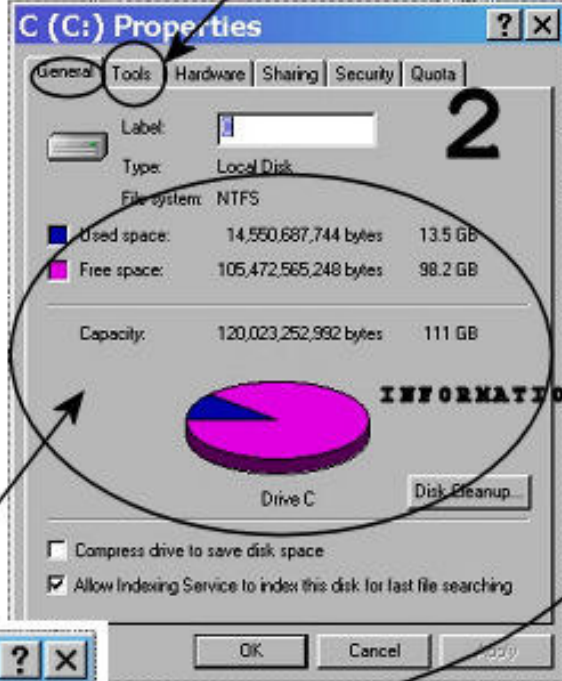 C (C:) Properties
? X
General Tools Hardware Sharing Security Quota
2
Label:
Type: Local Disk
File system: NTFS
Used space: 14,550,687,744 bytes 13.5 GB
Free space: 105,472,565,248 bytes 98.2 GB
Capacity: 120,023,252,992 bytes 111 GB
INFORMATIO
Drive C
Disk Cleanup...
Compress drive to save disk space
Allow Indexing Service to index this disk for fast file searching
OK Cancel Apply
? X